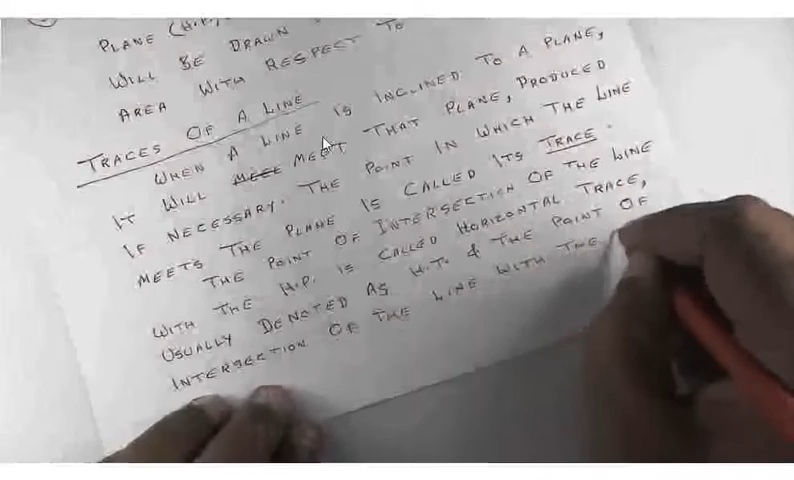 PLANE (H.P.)
WILL BE DRAWN
AREA WITH RESPECT TO
TRACES OF A LINE
WHEN A LINE IS INCLINED TO A PLANE,
IT WILL MEET THAT PLANE, PRODUCED
IF NECESSARY. THE POINT IN WHICH THE LINE
MEETS THE PLANE IS CALLED ITS TRACE.
THE POINT OF INTERSECTION OF THE LINE
WITH THE H.P. IS CALLED HORIZONTAL TRACE,
USUALLY DENOTED AS H.T. & THE POINT OF
INTERSECTION OF THE LINE WITH THE